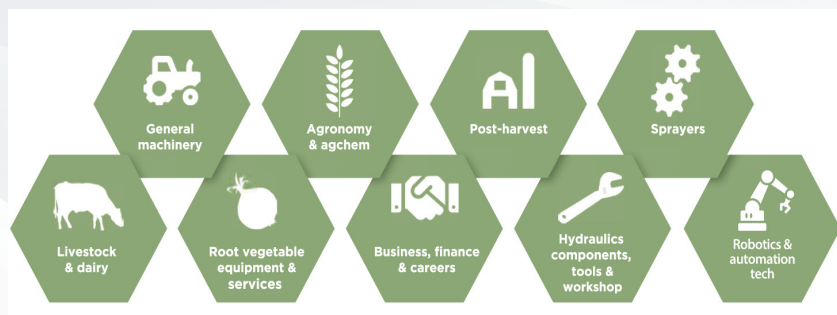 General
machinery
Agronomy
& agchem
Post-harvest
Sprayers
Livestock
& dairy
Root vegetable
equipment &
services
Business, finance
& careers
Hydraulics
components,
tools &
workshop
Robotics &
automation
tech